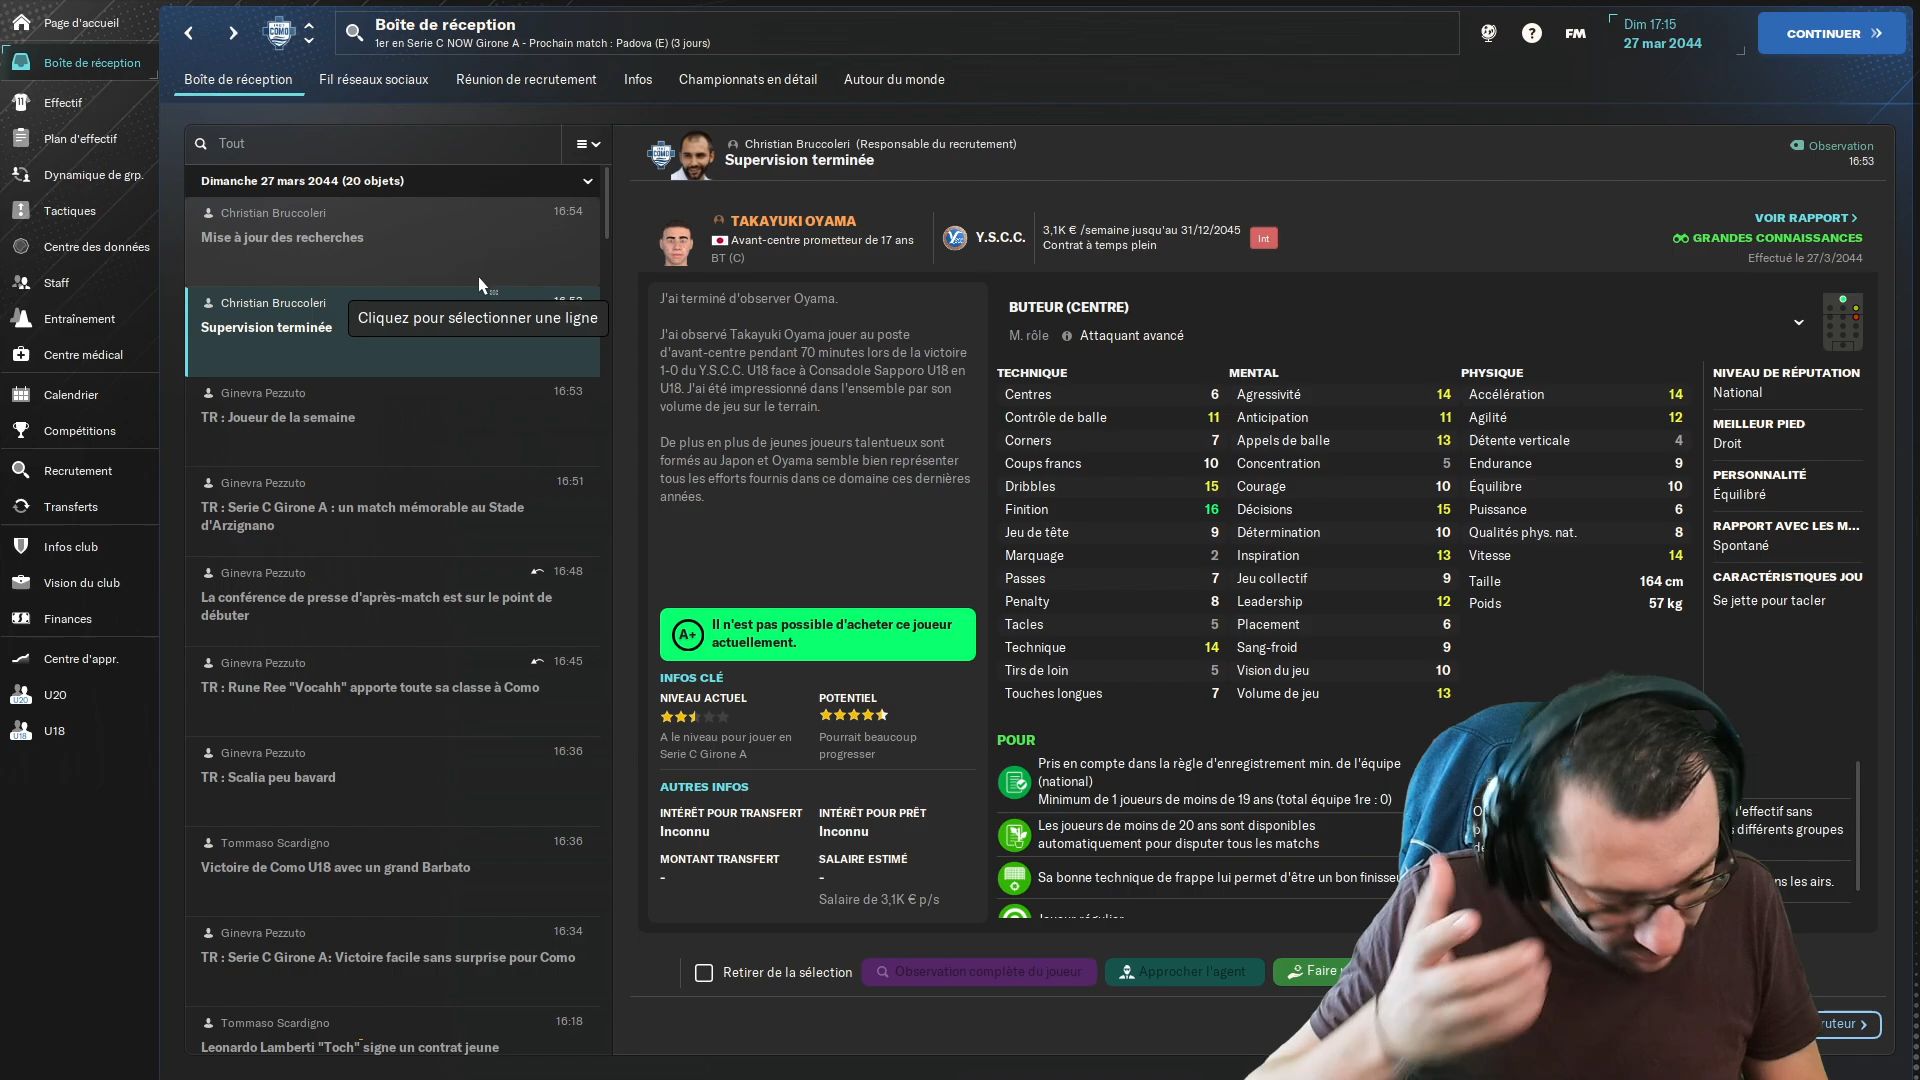 Page d'accueil
Boîte de réception
Effectif
Plan d'effectif
Dynamique de grp.
Tactiques
Centre des données
Staff
Entraînement
Centre médical
Calendrier
Compétitions
Recrutement
Transferts
Infos club
Vision du club
Finances
Centre d'appr.
U20
U18
Boîte de réception
1er en Serie C NOW Girone A - Prochain match : Padova (E) (3 jours)
FM
Dim 17:15
27 mar 2044
CONTINUER
Boîte de réception
Fil réseaux sociaux
Réunion de recrutement
Infos
Championnats en détail
Autour du monde
Tout
Dimanche 27 mars 2044 (20 objets)
Christian Bruccoleri 16:54
Mise à jour des recherches
Christian Bruccoleri
Supervision terminée
Cliquez pour sélectionner une ligne
Ginevra Pezzuto 16:53
TR : Joueur de la semaine
Ginevra Pezzuto 16:51
TR : Serie C Girone A : un match mémorable au Stade
d'Arzignano
Ginevra Pezzuto 16:48
La conférence de presse d'après-match est sur le point de
débuter
Ginevra Pezzuto 16:45
TR : Rune Ree "Vocahh" apporte toute sa classe à Como
Ginevra Pezzuto 16:36
TR : Scalia peu bavard
Tommaso Scardigno 16:36
Victoire de Como U18 avec un grand Barbato
Ginevra Pezzuto 16:34
TR : Serie C Girone A: Victoire facile sans surprise pour Como
Tommaso Scardigno 16:18
Leonardo Lamberti "Toch" signe un contrat jeune
Christian Bruccoleri (Responsable du recrutement)
Supervision terminée
Observation
16:53
TAKAYUKI OYAMA
Avant-centre prometteur de 17 ans
BT (C)
Y.S.C.C.
3,1K € /semaine jusqu'au 31/12/2045
Contrat à temps plein
Int
VOIR RAPPORT >
GRANDES CONNAISSANCES
Effectué le 27/3/2044
J'ai terminé d'observer Oyama.
J'ai observé Takayuki Oyama jouer au poste
d'avant-centre pendant 70 minutes lors de la victoire
1-0 du Y.S.C.C. U18 face à Consadole Sapporo U18 en
U18. J'ai été impressionné dans l'ensemble par son
volume de jeu sur le terrain.
De plus en plus de jeunes joueurs talentueux sont
formés au Japon et Oyama semble bien représenter
tous les efforts fournis dans ce domaine ces dernières
années.
A+
Il n'est pas possible d'acheter ce joueur
actuellement.
INFOS CLÉ
NIVEAU ACTUEL
A le niveau pour jouer en
Serie C Girone A
POTENTIEL
Pourrait beaucoup
progresser
AUTRES INFOS
INTÉRÊT POUR TRANSFERT
Inconnu
INTÉRÊT POUR PRÊT
Inconnu
MONTANT TRANSFERT
-
SALAIRE ESTIMÉ
-
Salaire de 3,1K € p/s
BUTEUR (CENTRE)
M. rôle Attaquant avancé
TECHNIQUE
Centres 6
Contrôle de balle 11
Corners 7
Coups francs 10
Dribbles 15
Finition 16
Jeu de tête 9
Marquage 2
Passes 7
Penalty 8
Tacles 5
Technique 14
Tirs de loin 5
Touches longues 7
MENTAL
Agressivité 14
Anticipation 11
Appels de balle 13
Concentration 5
Courage 10
Décisions 15
Détermination 10
Inspiration 13
Jeu collectif 9
Leadership 12
Placement 6
Sang-froid 9
Vision du jeu 10
Volume de jeu 13
PHYSIQUE
Accélération 14
Agilité 12
Détente verticale 4
Endurance 9
Équilibre 10
Puissance 6
Qualités phys. nat. 8
Vitesse 14
Taille 164 cm
Poids 57 kg
NIVEAU DE RÉPUTATION
National
MEILLEUR PIED
Droit
PERSONNALITÉ
Équilibré
RAPPORT AVEC LES M...
Spontané
CARACTÉRISTIQUES JOU
Se jette pour tacler
POUR
Pris en compte dans la règle d'enregistrement min. de l'équipe
(national)
Minimum de 1 joueurs de moins de 19 ans (total équipe 1re : 0)
Les joueurs de moins de 20 ans sont disponibles
automatiquement pour disputer tous les matchs
Sa bonne technique de frappe lui permet d'être un bon finisseu
l'effectif sans
différents groupes
ns les airs.
Retirer de la sélection
Observation complète du joueur
Approcher l'agent
Faire
ruteur >